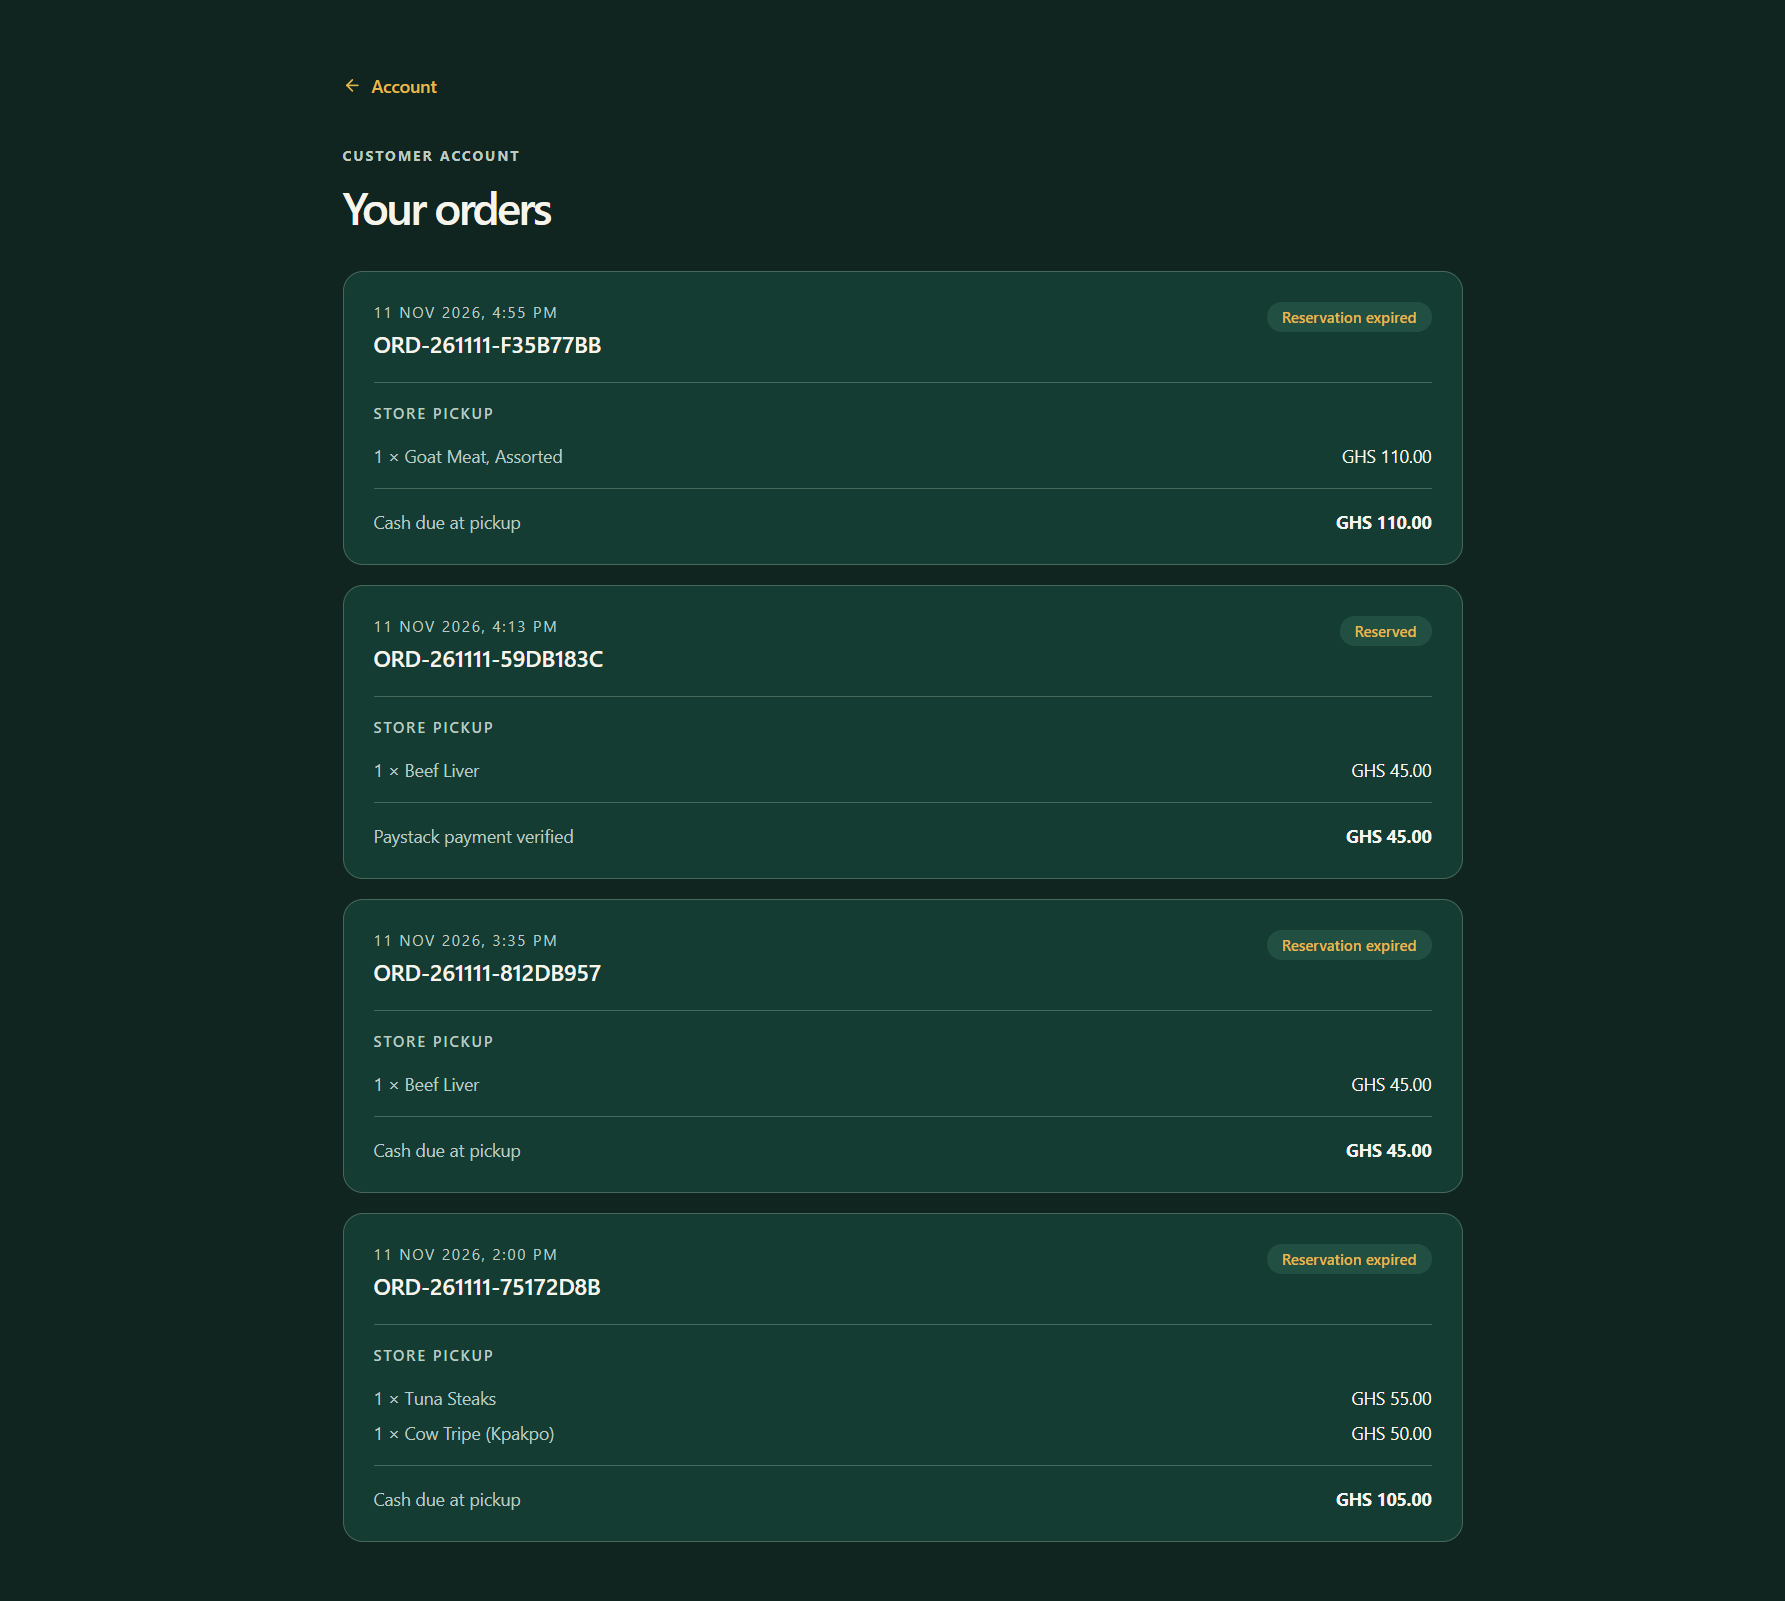 ← Account
CUSTOMER ACCOUNT
Your orders
11 NOV 2026, 4:55 PM
Reservation expired
ORD-261111-F35B77BB
STORE PICKUP
1 × Goat Meat, Assorted GHS 110.00
Cash due at pickup GHS 110.00
11 NOV 2026, 4:13 PM
Reserved
ORD-261111-59DB183C
STORE PICKUP
1 × Beef Liver GHS 45.00
Paystack payment verified GHS 45.00
11 NOV 2026, 3:35 PM
Reservation expired
ORD-261111-812DB957
STORE PICKUP
1 × Beef Liver GHS 45.00
Cash due at pickup GHS 45.00
11 NOV 2026, 2:00 PM
Reservation expired
ORD-261111-75172D8B
STORE PICKUP
1 × Tuna Steaks GHS 55.00
1 × Cow Tripe (Kpakpo) GHS 50.00
Cash due at pickup GHS 105.00